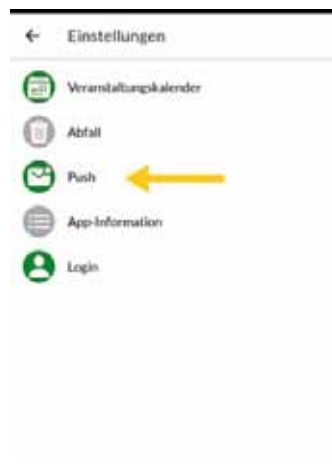 Einstellungen
Veranstaltungskalender
Abfall
Push
App-Information
Login